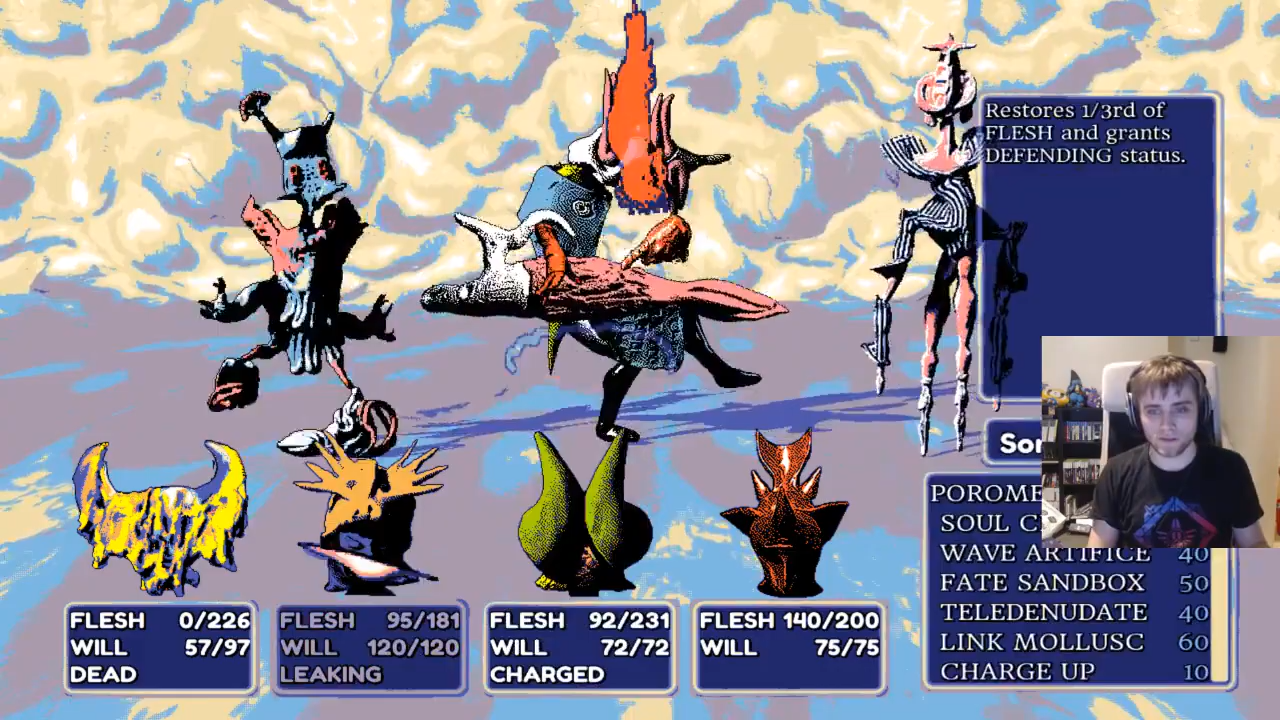 Restores 1/3rd of
FLESH and grants
DEFENDING status.
WAVE ARTIFICE 40
FATE SANDBOX 50
TELEDENUDATE 40
LINK MOLLUSC 60
CHARGE UP 10
FLESH 0/226
WILL 57/97
DEAD
FLESH 95/181
WILL 120/120
LEAKING
FLESH 92/231
WILL 72/72
CHARGED
FLESH 140/200
WILL 75/75